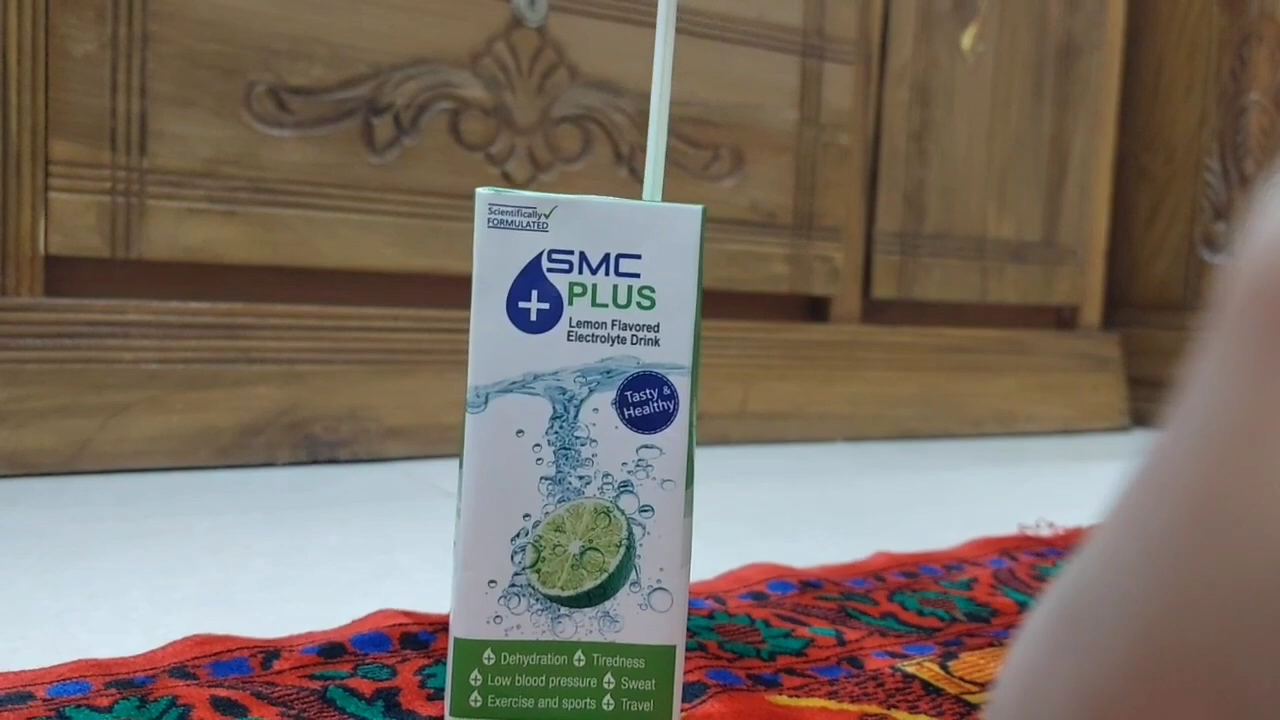 Scientifically
FORMULATED
SMC
PLUS
Lemon Flavored
Electrolyte Drink
Tasty &
Healthy
Dehydration Tiredness
Low blood pressure Sweat
Exercise and sports Travel